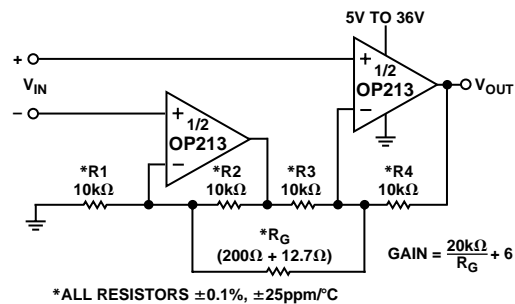 5V TO 36V
+
V_IN
–
+
–
1/2
OP213
V_OUT
+
–
1/2
OP213
*R1
10kΩ
*R2
10kΩ
*R3
10kΩ
*R4
10kΩ
*R_G
(200Ω + 12.7Ω)
GAIN = 20kΩ / R_G + 6
*ALL RESISTORS ±0.1%, ±25ppm/°C